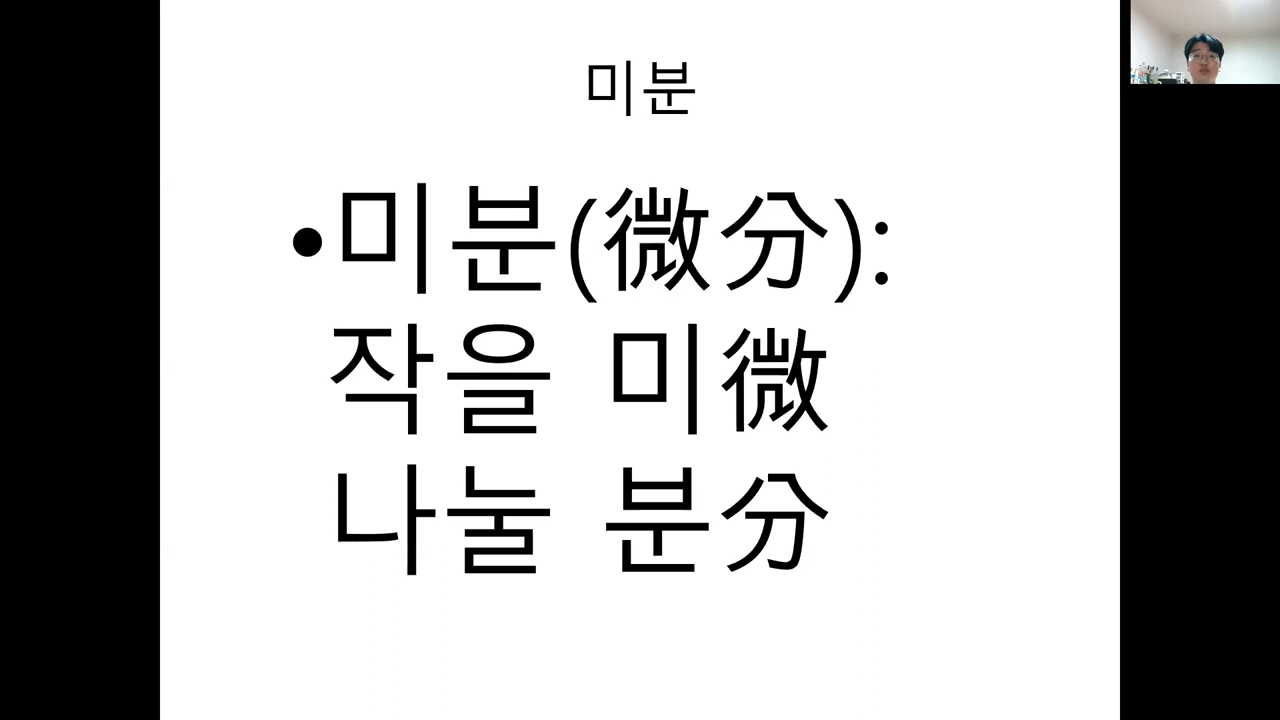 미분
•미분(微分):
작을 미微
나눌 분分